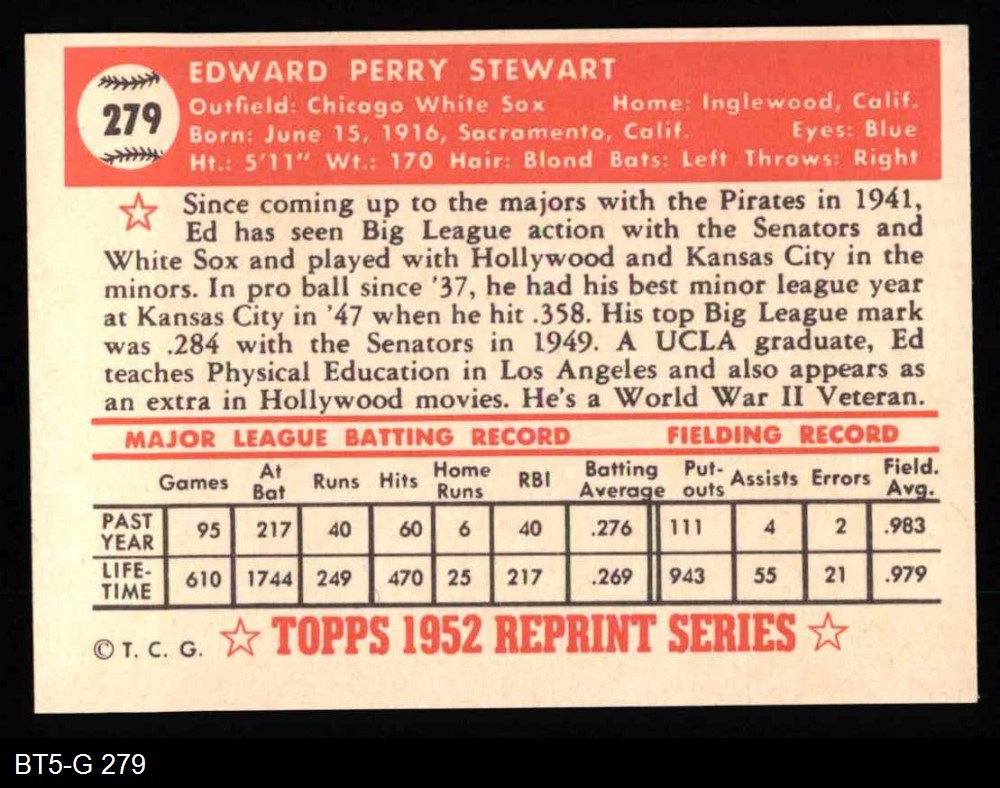 279
EDWARD PERRY STEWART
Outfield: Chicago White Sox Home: Inglewood, Calif.
Born: June 15, 1916, Sacramento, Calif. Eyes: Blue
Ht.: 5'11" Wt.: 170 Hair: Blond Bats: Left Throws: Right
Since coming up to the majors with the Pirates in 1941,
Ed has seen Big League action with the Senators and
White Sox and played with Hollywood and Kansas City in the
minors. In pro ball since '37, he had his best minor league year
at Kansas City in '47 when he hit .358. His top Big League mark
was .284 with the Senators in 1949. A UCLA graduate, Ed
teaches Physical Education in Los Angeles and also appears as
an extra in Hollywood movies. He's a World War II Veteran.
MAJOR LEAGUE BATTING RECORD FIELDING RECORD
Games At Bat Runs Hits Home Runs RBI Batting Average Put-outs Assists Errors Field. Avg.
PAST YEAR 95 217 40 60 6 40 .276 111 4 2 .983
LIFE-TIME 610 1744 249 470 25 217 .269 943 55 21 .979
© T. C. G. TOPPS 1952 REPRINT SERIES
BT5-G 279